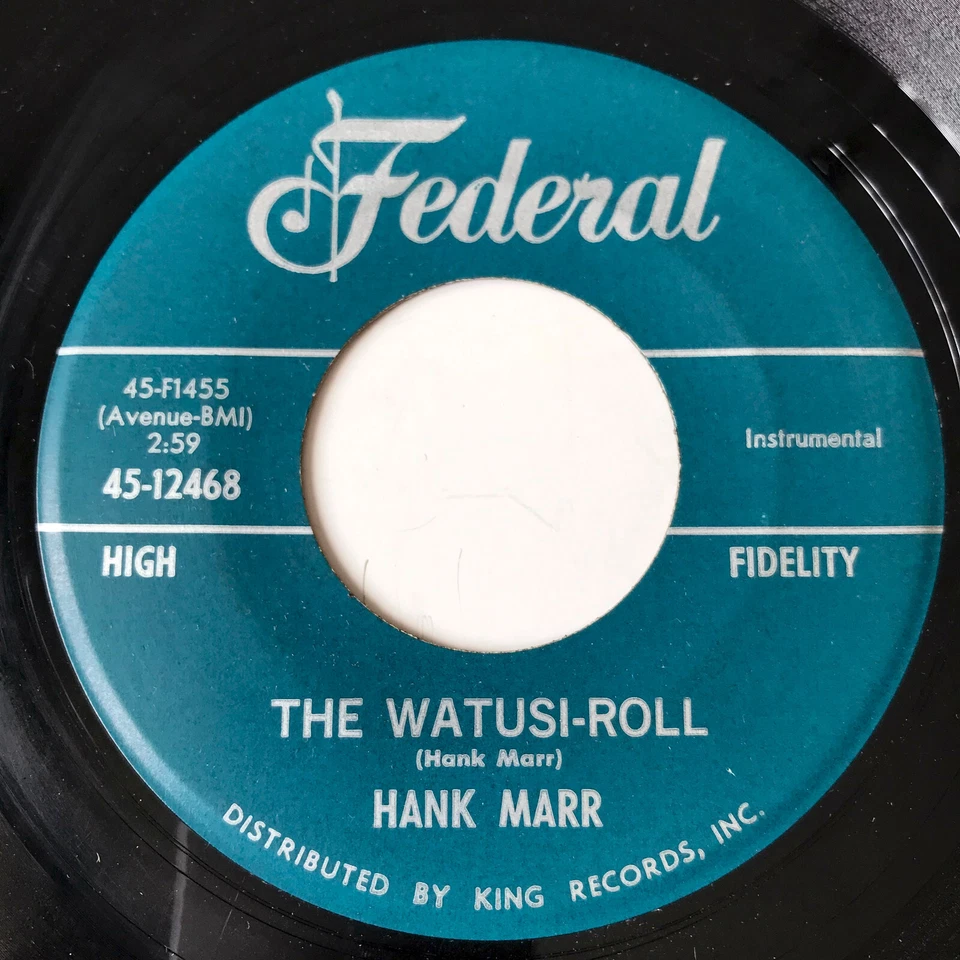 Federal
45-F1455
(Avenue-BMI)
2:59
45-12468
Instrumental
HIGH FIDELITY
THE WATUSI-ROLL
(Hank Marr)
HANK MARR
DISTRIBUTED BY KING RECORDS, INC.